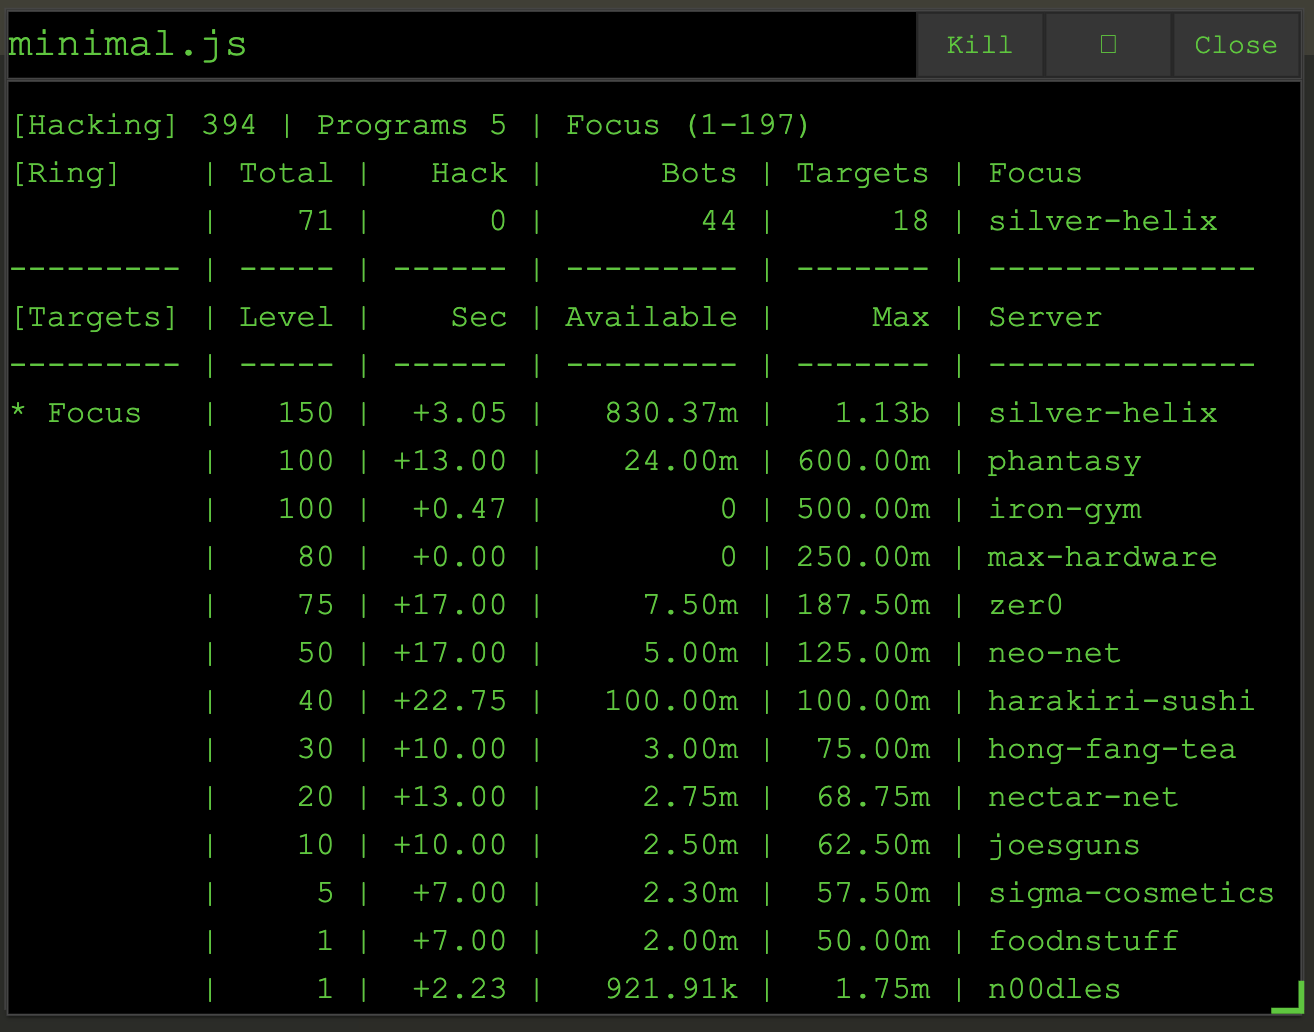 minimal.js Kill Close
[Hacking] 394 | Programs 5 | Focus (1-197)
[Ring]    | Total |   Hack |      Bots | Targets | Focus
          |    71 |      0 |        44 |      18 | silver-helix
--------- | ----- | ------ | --------- | ------- | --------------
[Targets] | Level |    Sec | Available |     Max | Server
--------- | ----- | ------ | --------- | ------- | --------------
* Focus   |   150 |  +3.05 |   830.37m |   1.13b | silver-helix
          |   100 | +13.00 |    24.00m | 600.00m | phantasy
          |   100 |  +0.47 |         0 | 500.00m | iron-gym
          |    80 |  +0.00 |         0 | 250.00m | max-hardware
          |    75 | +17.00 |     7.50m | 187.50m | zer0
          |    50 | +17.00 |     5.00m | 125.00m | neo-net
          |    40 | +22.75 |   100.00m | 100.00m | harakiri-sushi
          |    30 | +10.00 |     3.00m |  75.00m | hong-fang-tea
          |    20 | +13.00 |     2.75m |  68.75m | nectar-net
          |    10 | +10.00 |     2.50m |  62.50m | joesguns
          |     5 |  +7.00 |     2.30m |  57.50m | sigma-cosmetics
          |     1 |  +7.00 |     2.00m |  50.00m | foodnstuff
          |     1 |  +2.23 |   921.91k |   1.75m | n00dles